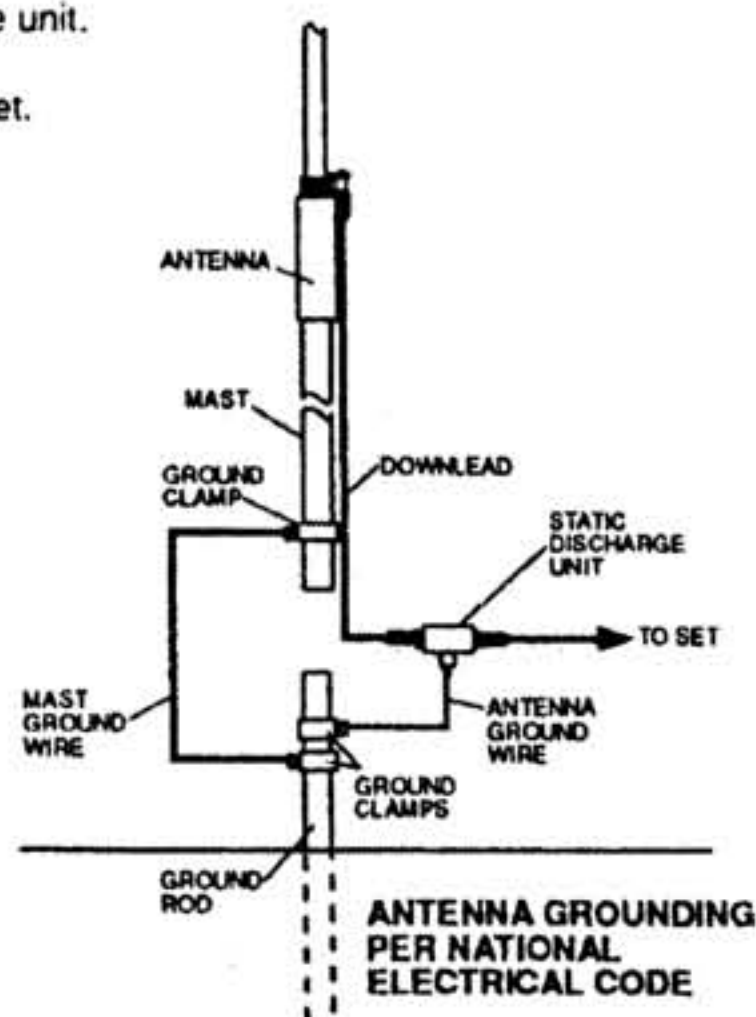 unit.
et.
ANTENNA
MAST
GROUND
CLAMP
DOWNLEAD
STATIC
DISCHARGE
UNIT
TO SET
MAST
GROUND
WIRE
ANTENNA
GROUND
WIRE
GROUND
CLAMPS
GROUND
ROD
ANTENNA GROUNDING
PER NATIONAL
ELECTRICAL CODE